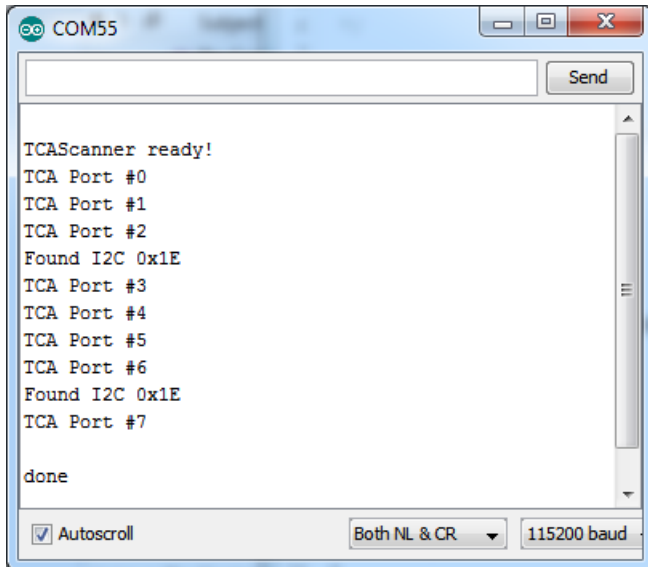 COM55
Send
TCAScanner ready!
TCA Port #0
TCA Port #1
TCA Port #2
Found I2C 0x1E
TCA Port #3
TCA Port #4
TCA Port #5
TCA Port #6
Found I2C 0x1E
TCA Port #7
done
Autoscroll Both NL & CR 115200 baud